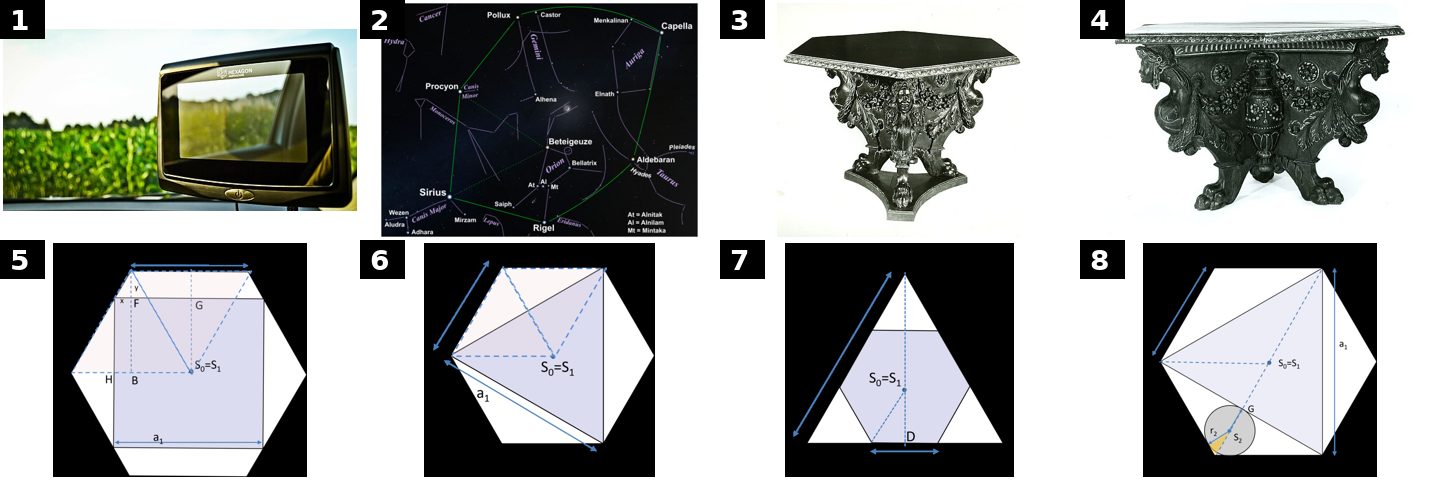 1
HEXAGON
2
Cancer
Pollux
Castor
Menkalinan
Capella
Hydra
Gemini
Auriga
Procyon
Canis
Minor
Alhena
Elnath
Monoceros
Beteigeuze
Bellatrix
Orion
Pleiades
Aldebaran
Hyades
Taurus
Sirius
At
Al
Mt
Saiph
Wezen
Canis Major
Aludra
Adhara
Mirzam
Lepus
Rigel
Eridanus
At = Alnitak
Al = Alnilam
Mt = Mintaka
3
4
5
y
x
F
G
S0=S1
H
B
a1
6
S0=S1
a1
7
S0=S1
D
8
a1
S0=S1
G
r2
S2